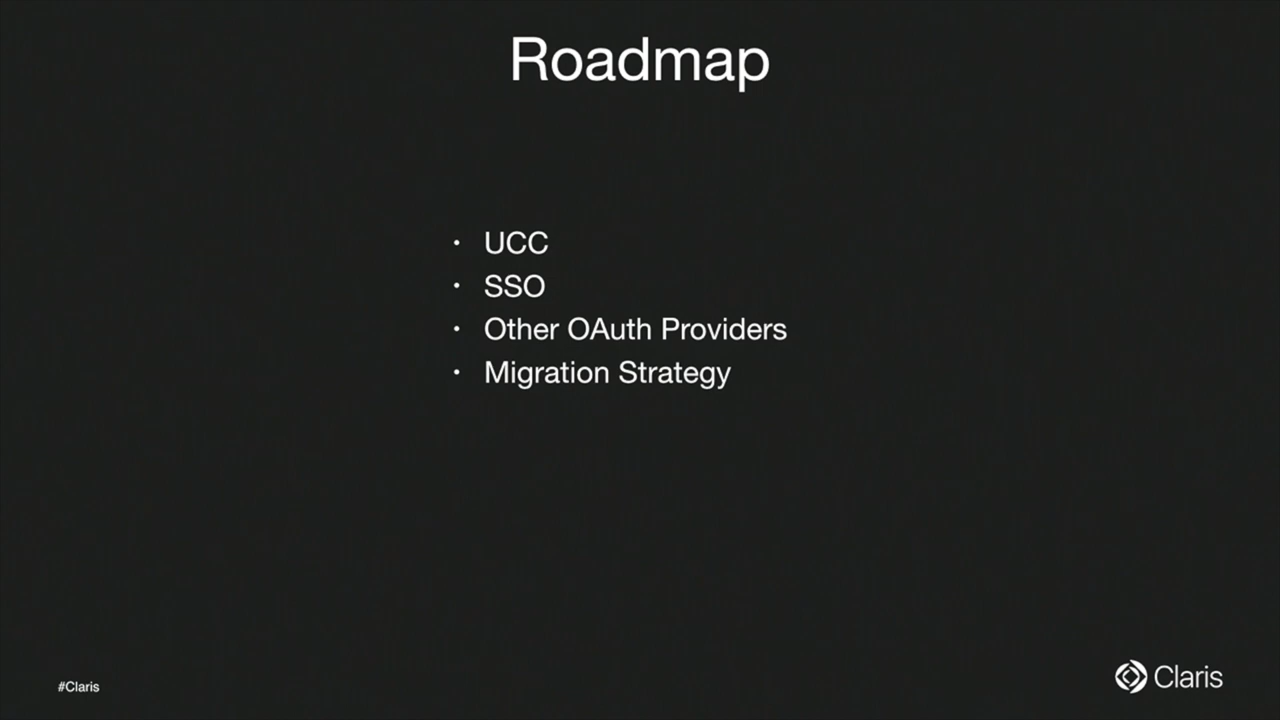 Roadmap
• UCC
• SSO
• Other OAuth Providers
• Migration Strategy
#Claris
Claris